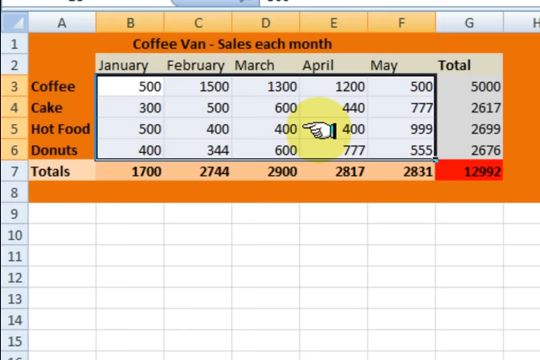 A B C D E F G H
1 Coffee Van - Sales each month
2 January February March April May Total
3 Coffee 500 1500 1300 1200 500 5000
4 Cake 300 500 600 440 777 2617
5 Hot Food 500 400 400 400 999 2699
6 Donuts 400 344 600 777 555 2676
7 Totals 1700 2744 2900 2817 2831 12992
8
9
10
11
12
13
14
15